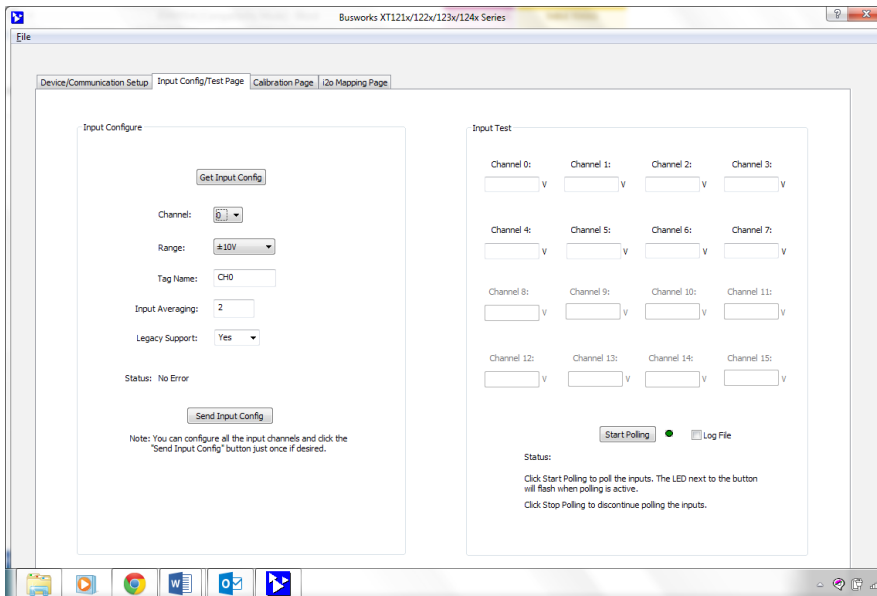 Busworks XT121x/122x/123x/124x Series
File
Device/Communication Setup Input Config/Test Page Calibration Page i2o Mapping Page
Input Configure
Get Input Config
Channel: 0
Range: ±10V
Tag Name: CH0
Input Averaging: 2
Legacy Support: Yes
Status: No Error
Send Input Config
Note: You can configure all the input channels and click the
"Send Input Config" button just once if desired.
Input Test
Channel 0: Channel 1: Channel 2: Channel 3:
V V V V
Channel 4: Channel 5: Channel 6: Channel 7:
V V V V
Channel 8: Channel 9: Channel 10: Channel 11:
V V V V
Channel 12: Channel 13: Channel 14: Channel 15:
V V V V
Start Polling Log File
Status:
Click Start Polling to poll the inputs. The LED next to the button
will flash when polling is active.
Click Stop Polling to discontinue polling the inputs.